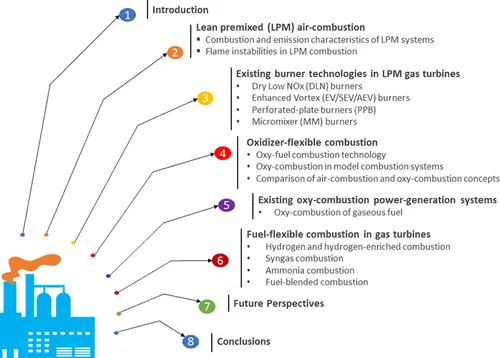 1 Introduction
2 Lean premixed (LPM) air-combustion
▪ Combustion and emission characteristics of LPM systems
▪ Flame instabilities in LPM combustion
Existing burner technologies in LPM gas turbines
3 • Dry Low NOx (DLN) burners
• Enhanced Vortex (EV/SEV/AEV) burners
• Perforated-plate burners (PPB)
• Micromixer (MM) burners
Oxidizer-flexible combustion
4 • Oxy-fuel combustion technology
• Oxy-combustion in model combustion systems
• Comparison of air-combustion and oxy-combustion concepts
5 Existing oxy-combustion power-generation systems
• Oxy-combustion of gaseous fuel
Fuel-flexible combustion in gas turbines
• Hydrogen and hydrogen-enriched combustion
6 • Syngas combustion
• Ammonia combustion
• Fuel-blended combustion
7 Future Perspectives
8 Conclusions